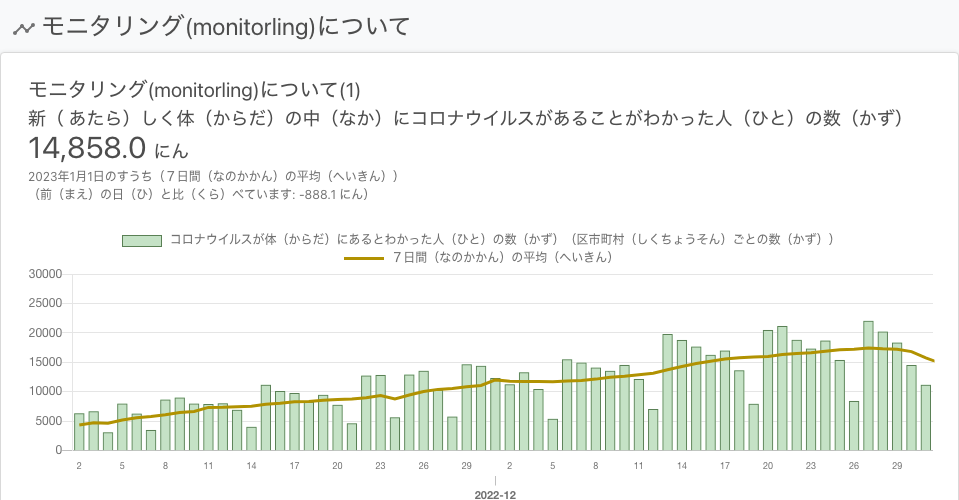 モニタリング(monitorling)について
モニタリング(monitorling)について(1)
新（ あたら）しく体（からだ）の中（なか）にコロナウイルスがあることがわかった人（ひと）の数（かず）
14,858.0 にん
2023年1月1日のすうち（７日間（なのかかん）の平均（へいきん））
（前（まえ）の日（ひ）と比（くら）べています: -888.1 にん）
コロナウイルスが体（からだ）にあるとわかった人（ひと）の数（かず）（区市町村（しくちょうそん）ごとの数（かず））
７日間（なのかかん）の平均（へいきん）
30000
25000
20000
15000
10000
5000
0
2 5 8 11 14 17 20 23 26 29 2 5 8 11 14 17 20 23 26 29
2022-12